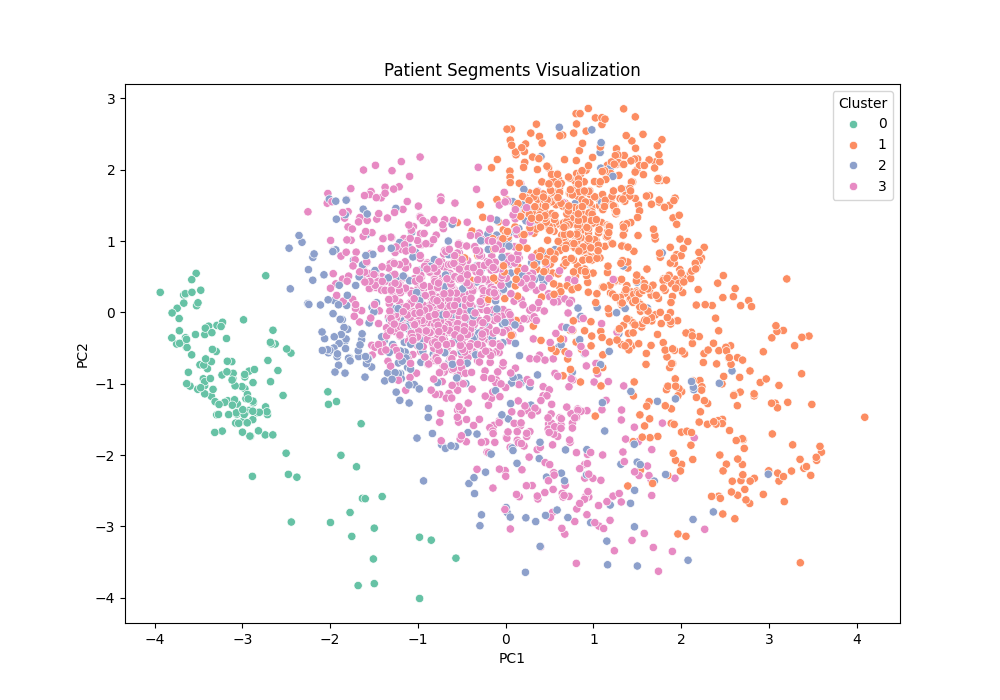 Patient Segments Visualization
Cluster
0
1
2
3
3
2
1
0
−1
−2
−3
−4
PC2
−4 −3 −2 −1 0 1 2 3 4
PC1